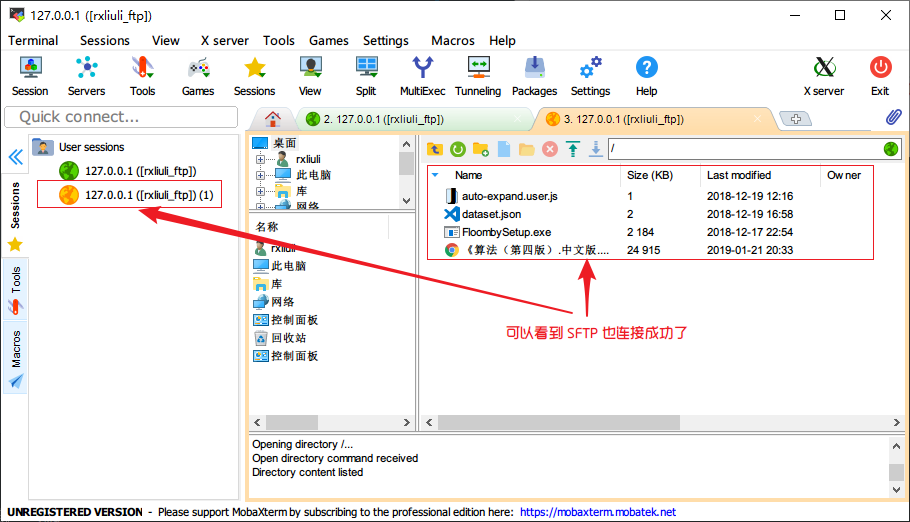 127.0.0.1 ([rxliuli_ftp])
Terminal Sessions View X server Tools Games Settings Macros Help
Session Servers Tools Games Sessions View Split MultiExec Tunneling Packages Settings Help X server Exit
Quick connect...
2. 127.0.0.1 ([rxliuli_ftp])
3. 127.0.0.1 ([rxliuli_ftp])
Sessions
Tools
Macros
User sessions
127.0.0.1 ([rxliuli_ftp])
127.0.0.1 ([rxliuli_ftp]) (1)
桌面
rxliuli
此电脑
库
网络
名称
rxliuli
此电脑
库
网络
控制面板
回收站
控制面板
/
Name Size (KB) Last modified Owner
auto-expand.user.js 1 2018-12-19 12:16
dataset.json 2 2018-12-19 16:58
FloombySetup.exe 2 184 2018-12-17 22:54
《算法（第四版）.中文版.... 24 915 2019-01-21 20:33
可以看到 SFTP 也连接成功了
Opening directory /...
Open directory command received
Directory content listed
UNREGISTERED VERSION - Please support MobaXterm by subscribing to the professional edition here: https://mobaxterm.mobatek.net